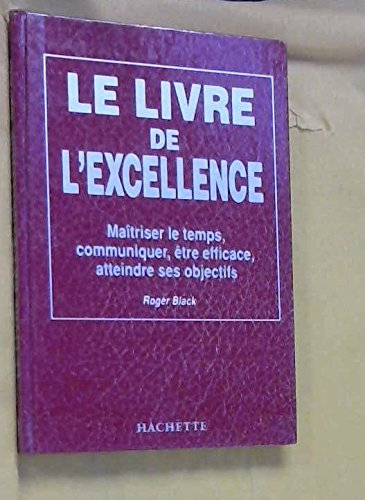 LE LIVRE
DE
L'EXCELLENCE
Maîtriser le temps,
communiquer, être efficace,
atteindre ses objectifs
Roger Black
HACHETTE